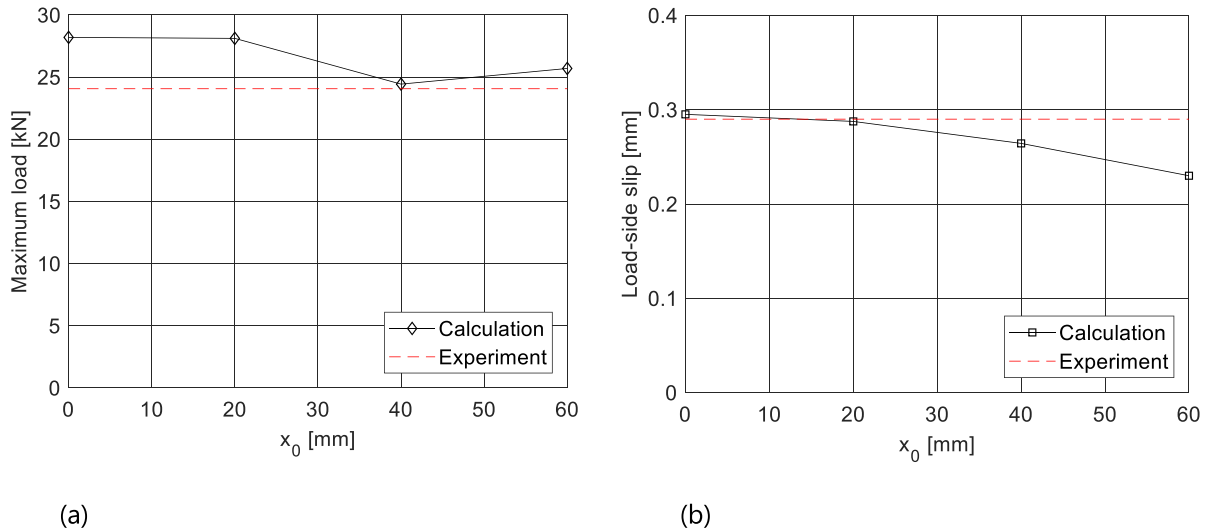 30
25
20
15
10
5
0
Maximum load [kN]
Calculation
Experiment
0 10 20 30 40 50 60
x0 [mm]
(a)
0.4
0.3
0.2
0.1
0
Load-side slip [mm]
Calculation
Experiment
0 10 20 30 40 50 60
x0 [mm]
(b)